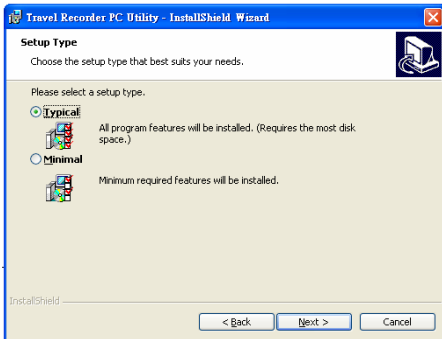 Travel Recorder PC Utility - InstallShield Wizard
Setup Type
Choose the setup type that best suits your needs.
Please select a setup type.
Typical
All program features will be installed. (Requires the most disk
space.)
Minimal
Minimum required features will be installed.
InstallShield
< Back Next > Cancel